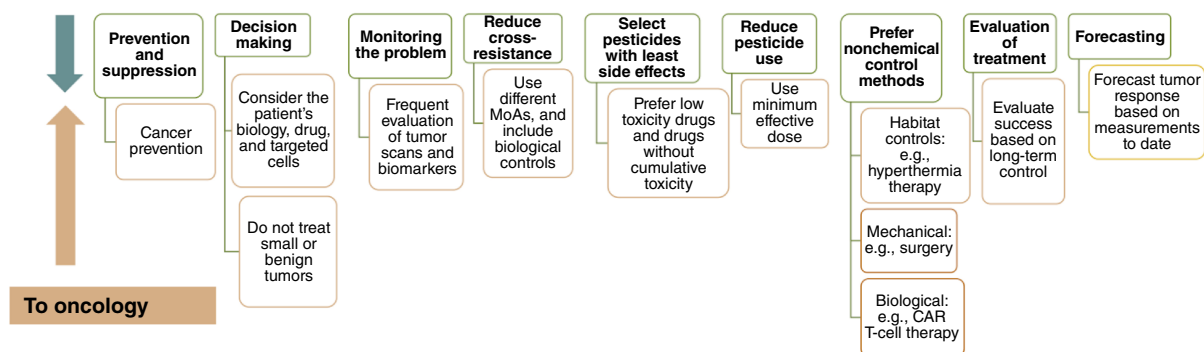 Prevention
and
suppression
Cancer
prevention
Decision
making
Consider the
patient's
biology, drug,
and targeted
cells
Do not treat
small or
benign
tumors
Monitoring
the problem
Frequent
evaluation
of tumor
scans and
biomarkers
Reduce
cross-
resistance
Use
different
MoAs, and
include
biological
controls
Select
pesticides
with least
side effects
Prefer low
toxicity drugs
and drugs
without
cumulative
toxicity
Reduce
pesticide
use
Use
minimum
effective
dose
Prefer
nonchemical
control
methods
Habitat
controls:
e.g.,
hyperthermia
therapy
Mechanical:
e.g., surgery
Biological:
e.g., CAR
T-cell therapy
Evaluation
of
treatment
Evaluate
success
based on
long-term
control
Forecasting
Forecast tumor
response
based on
measurements
to date
To oncology